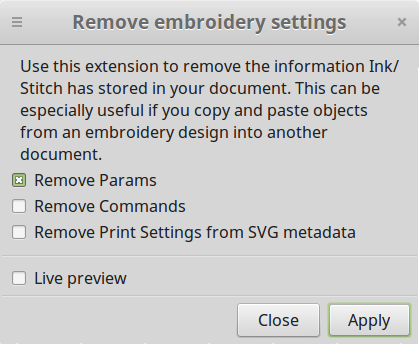 Remove embroidery settings
Use this extension to remove the information Ink/
Stitch has stored in your document. This can be
especially useful if you copy and paste objects
from an embroidery design into another
document.
Remove Params
Remove Commands
Remove Print Settings from SVG metadata
Live preview
Close
Apply